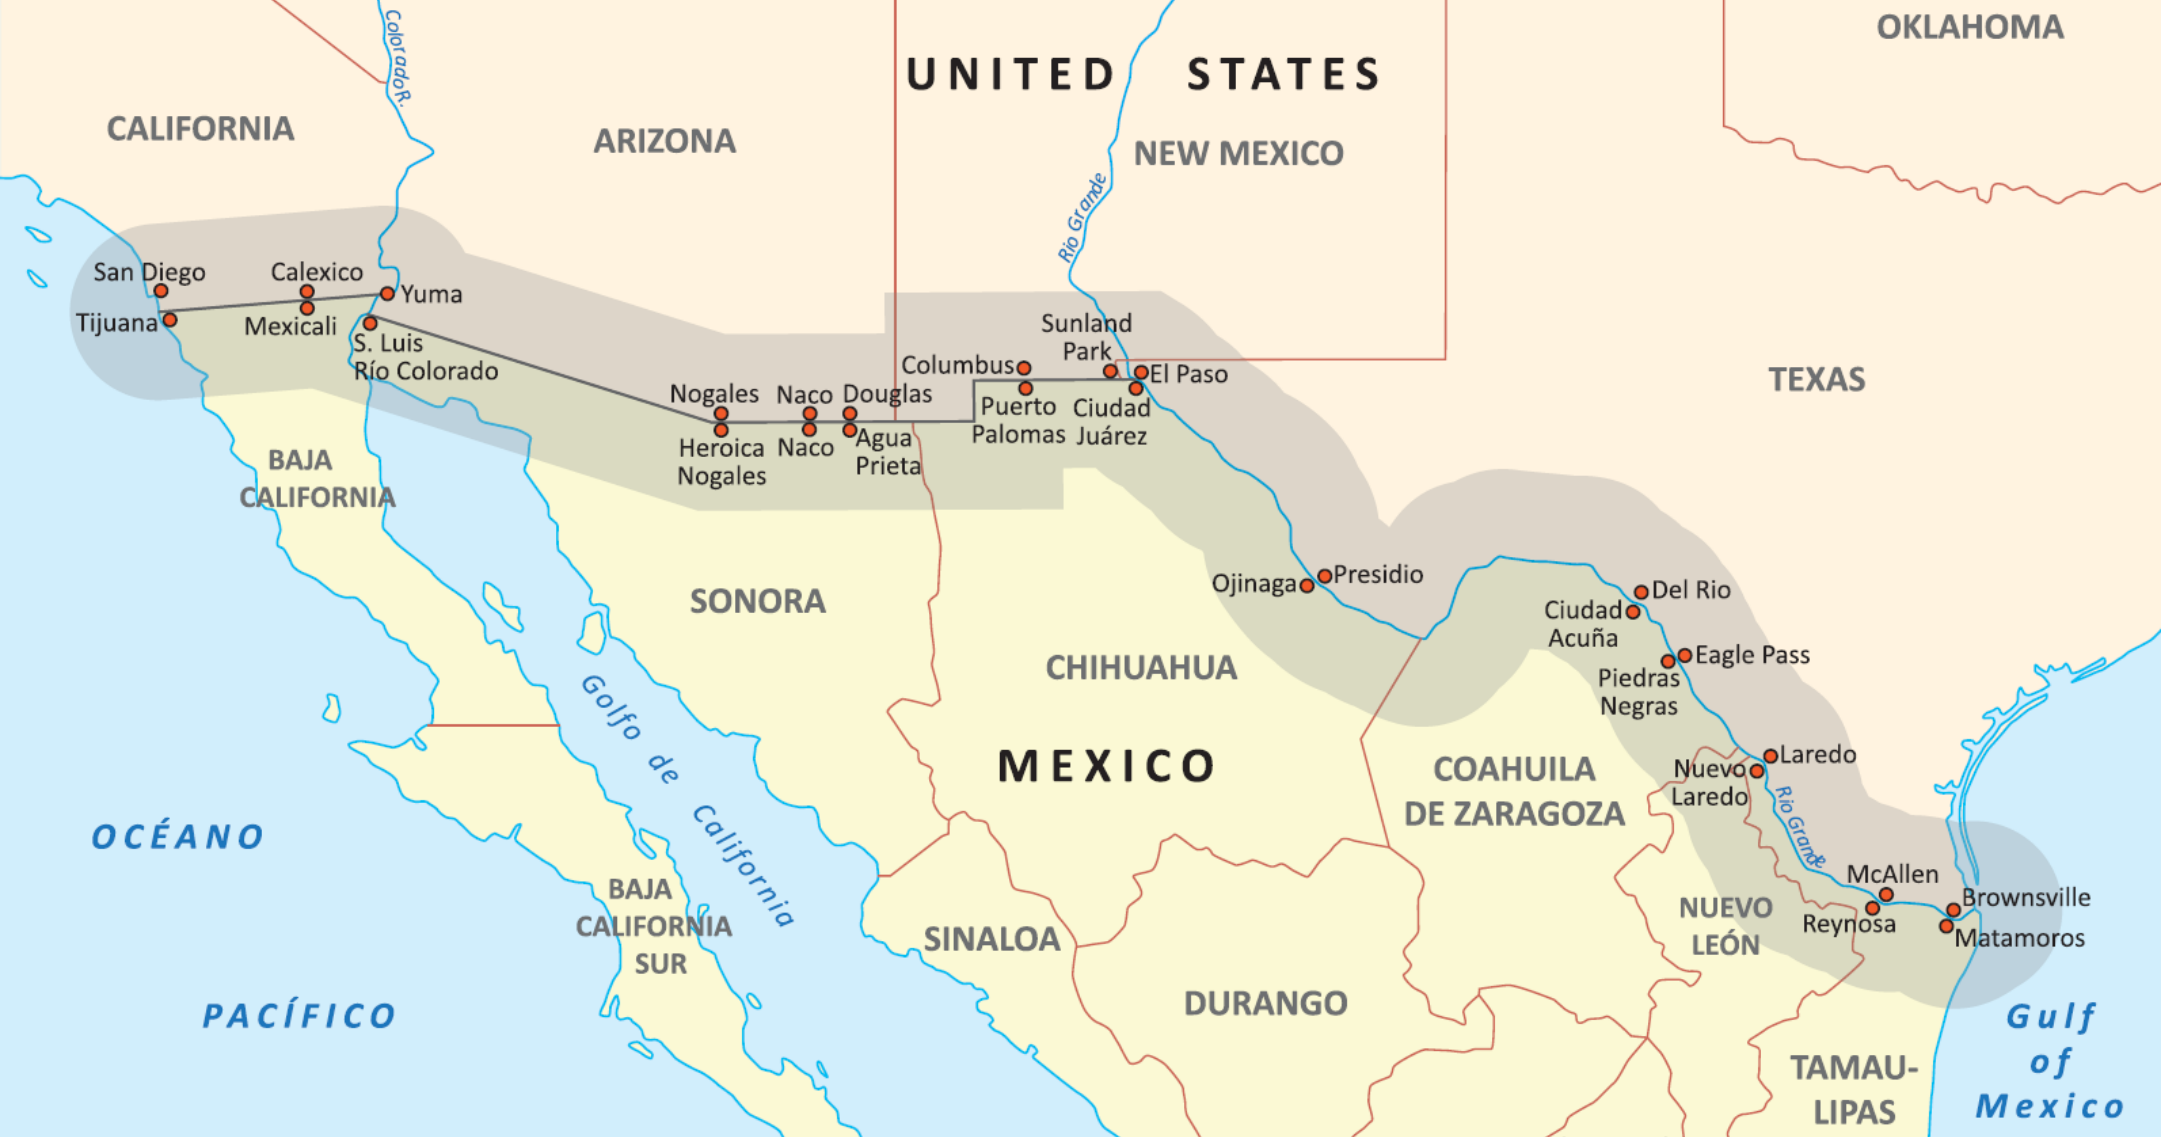 Colorado R.
OKLAHOMA
UNITED STATES
CALIFORNIA
ARIZONA
NEW MEXICO
Rio Grande
San Diego
Calexico
Yuma
Tijuana
Mexicali
S. Luis
Río Colorado
Sunland
Park
Columbus
El Paso
TEXAS
Nogales
Naco
Douglas
Puerto
Palomas
Ciudad
Juárez
Heroica
Nogales
Naco
Agua
Prieta
BAJA
CALIFORNIA
SONORA
Ojinaga
Presidio
Del Rio
Ciudad
Acuña
Eagle Pass
Piedras
Negras
CHIHUAHUA
Golfo de California
MEXICO
COAHUILA
DE ZARAGOZA
Laredo
Nuevo
Laredo
Rio Grande
OCÉANO
PACÍFICO
BAJA
CALIFORNIA
SUR
McAllen
Brownsville
Reynosa
Matamoros
NUEVO
LEÓN
SINALOA
DURANGO
TAMAU-
LIPAS
Gulf
of
Mexico